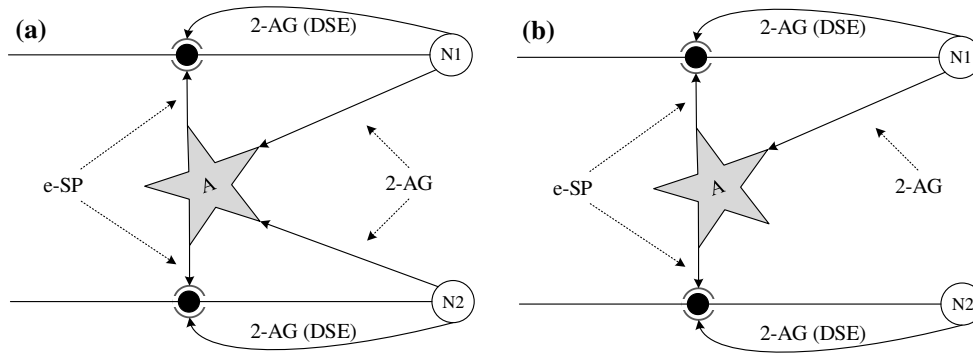 (a)
2-AG (DSE)
N1
e-SP
A
2-AG
N2
2-AG (DSE)
(b)
2-AG (DSE)
N1
e-SP
A
2-AG
N2
2-AG (DSE)